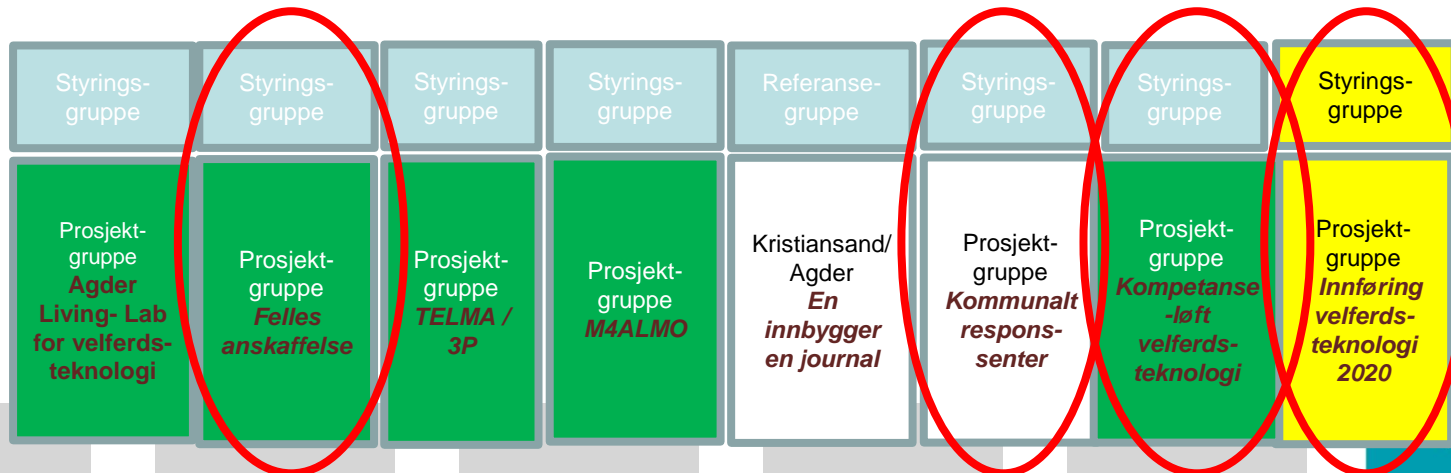 Styrings-
gruppe
Styrings-
gruppe
Styrings-
gruppe
Styrings-
gruppe
Referanse-
gruppe
Styrings-
gruppe
Styrings-
gruppe
Styrings-
gruppe
Prosjekt-
gruppe
Agder
Living- Lab
for velferds-
teknologi
Prosjekt-
gruppe
Felles
anskaffelse
Prosjekt-
gruppe
TELMA /
3P
Prosjekt-
gruppe
M4ALMO
Kristiansand/
Agder
En
innbygger
en journal
Prosjekt-
gruppe
Kommunalt
respons-
senter
Prosjekt-
gruppe
Kompetanse
-løft
velferds-
teknologi
Prosjekt-
gruppe
Innføring
velferds-
teknologi
2020